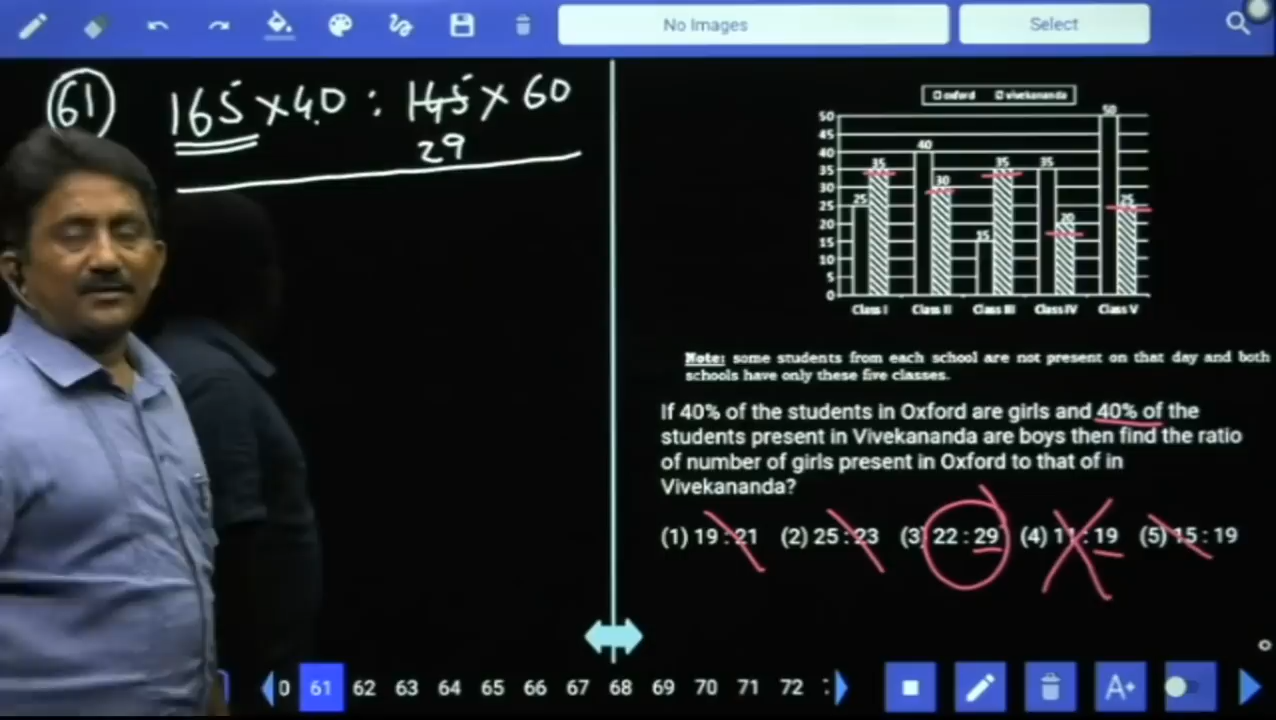 No Images
Select
61
165 × 40 : 145 × 60
29
oxford vivekananda
50
45
40
35
30
25
20
15
10
5
0
25 35 40 30 15 35 35 20 50 25
Class I Class II Class III Class IV Class V
Note: some students from each school are not present on that day and both
schools have only these five classes.
If 40% of the students in Oxford are girls and 40% of the
students present in Vivekananda are boys then find the ratio
of number of girls present in Oxford to that of in
Vivekananda?
(1) 19 : 21 (2) 25 : 23 (3) 22 : 29 (4) 11 : 19 (5) 15 : 19
0 61 62 63 64 65 66 67 68 69 70 71 72
A+